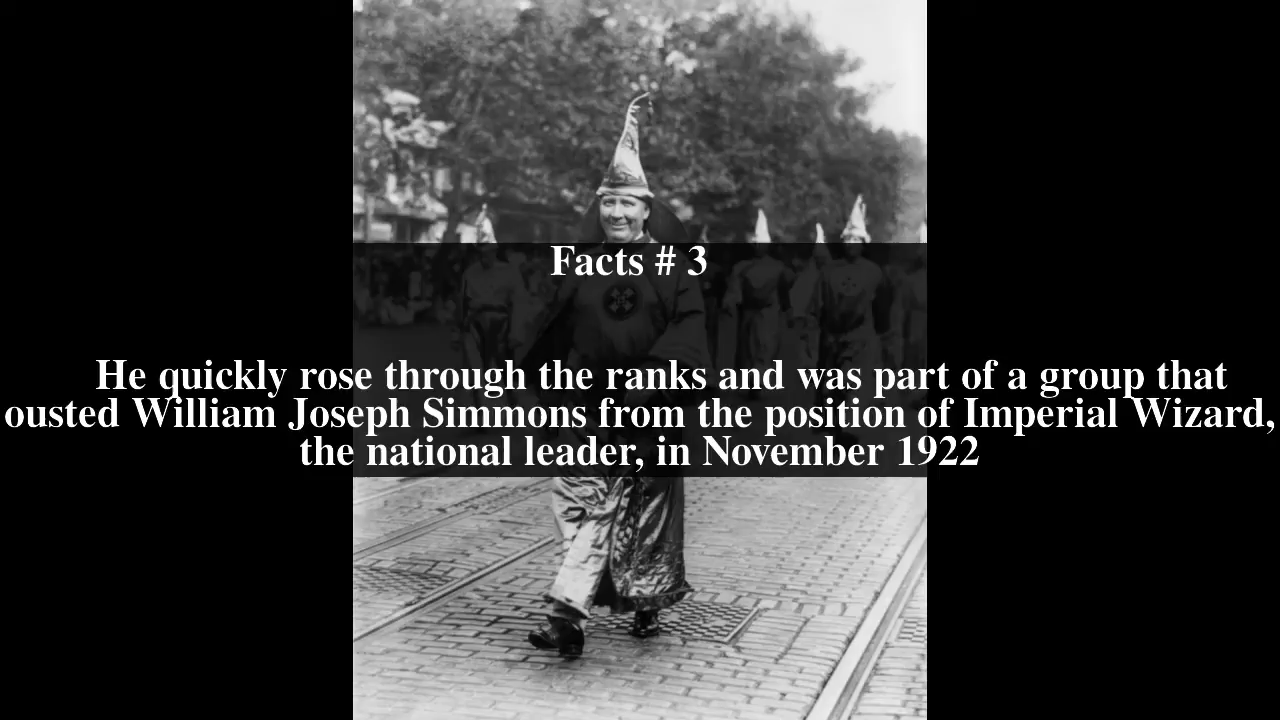 Facts # 3
He quickly rose through the ranks and was part of a group that
ousted William Joseph Simmons from the position of Imperial Wizard,
the national leader, in November 1922